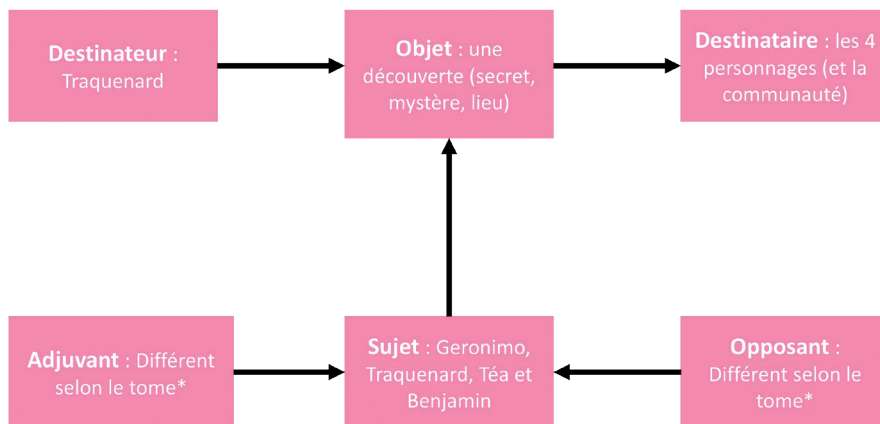 Destinateur :
Traquenard
Objet : une
découverte (secret,
mystère, lieu)
Destinataire : les 4
personnages (et la
communauté)
Adjuvant : Différent
selon le tome*
Sujet : Geronimo,
Traquenard, Téa et
Benjamin
Opposant :
Différent selon le
tome*